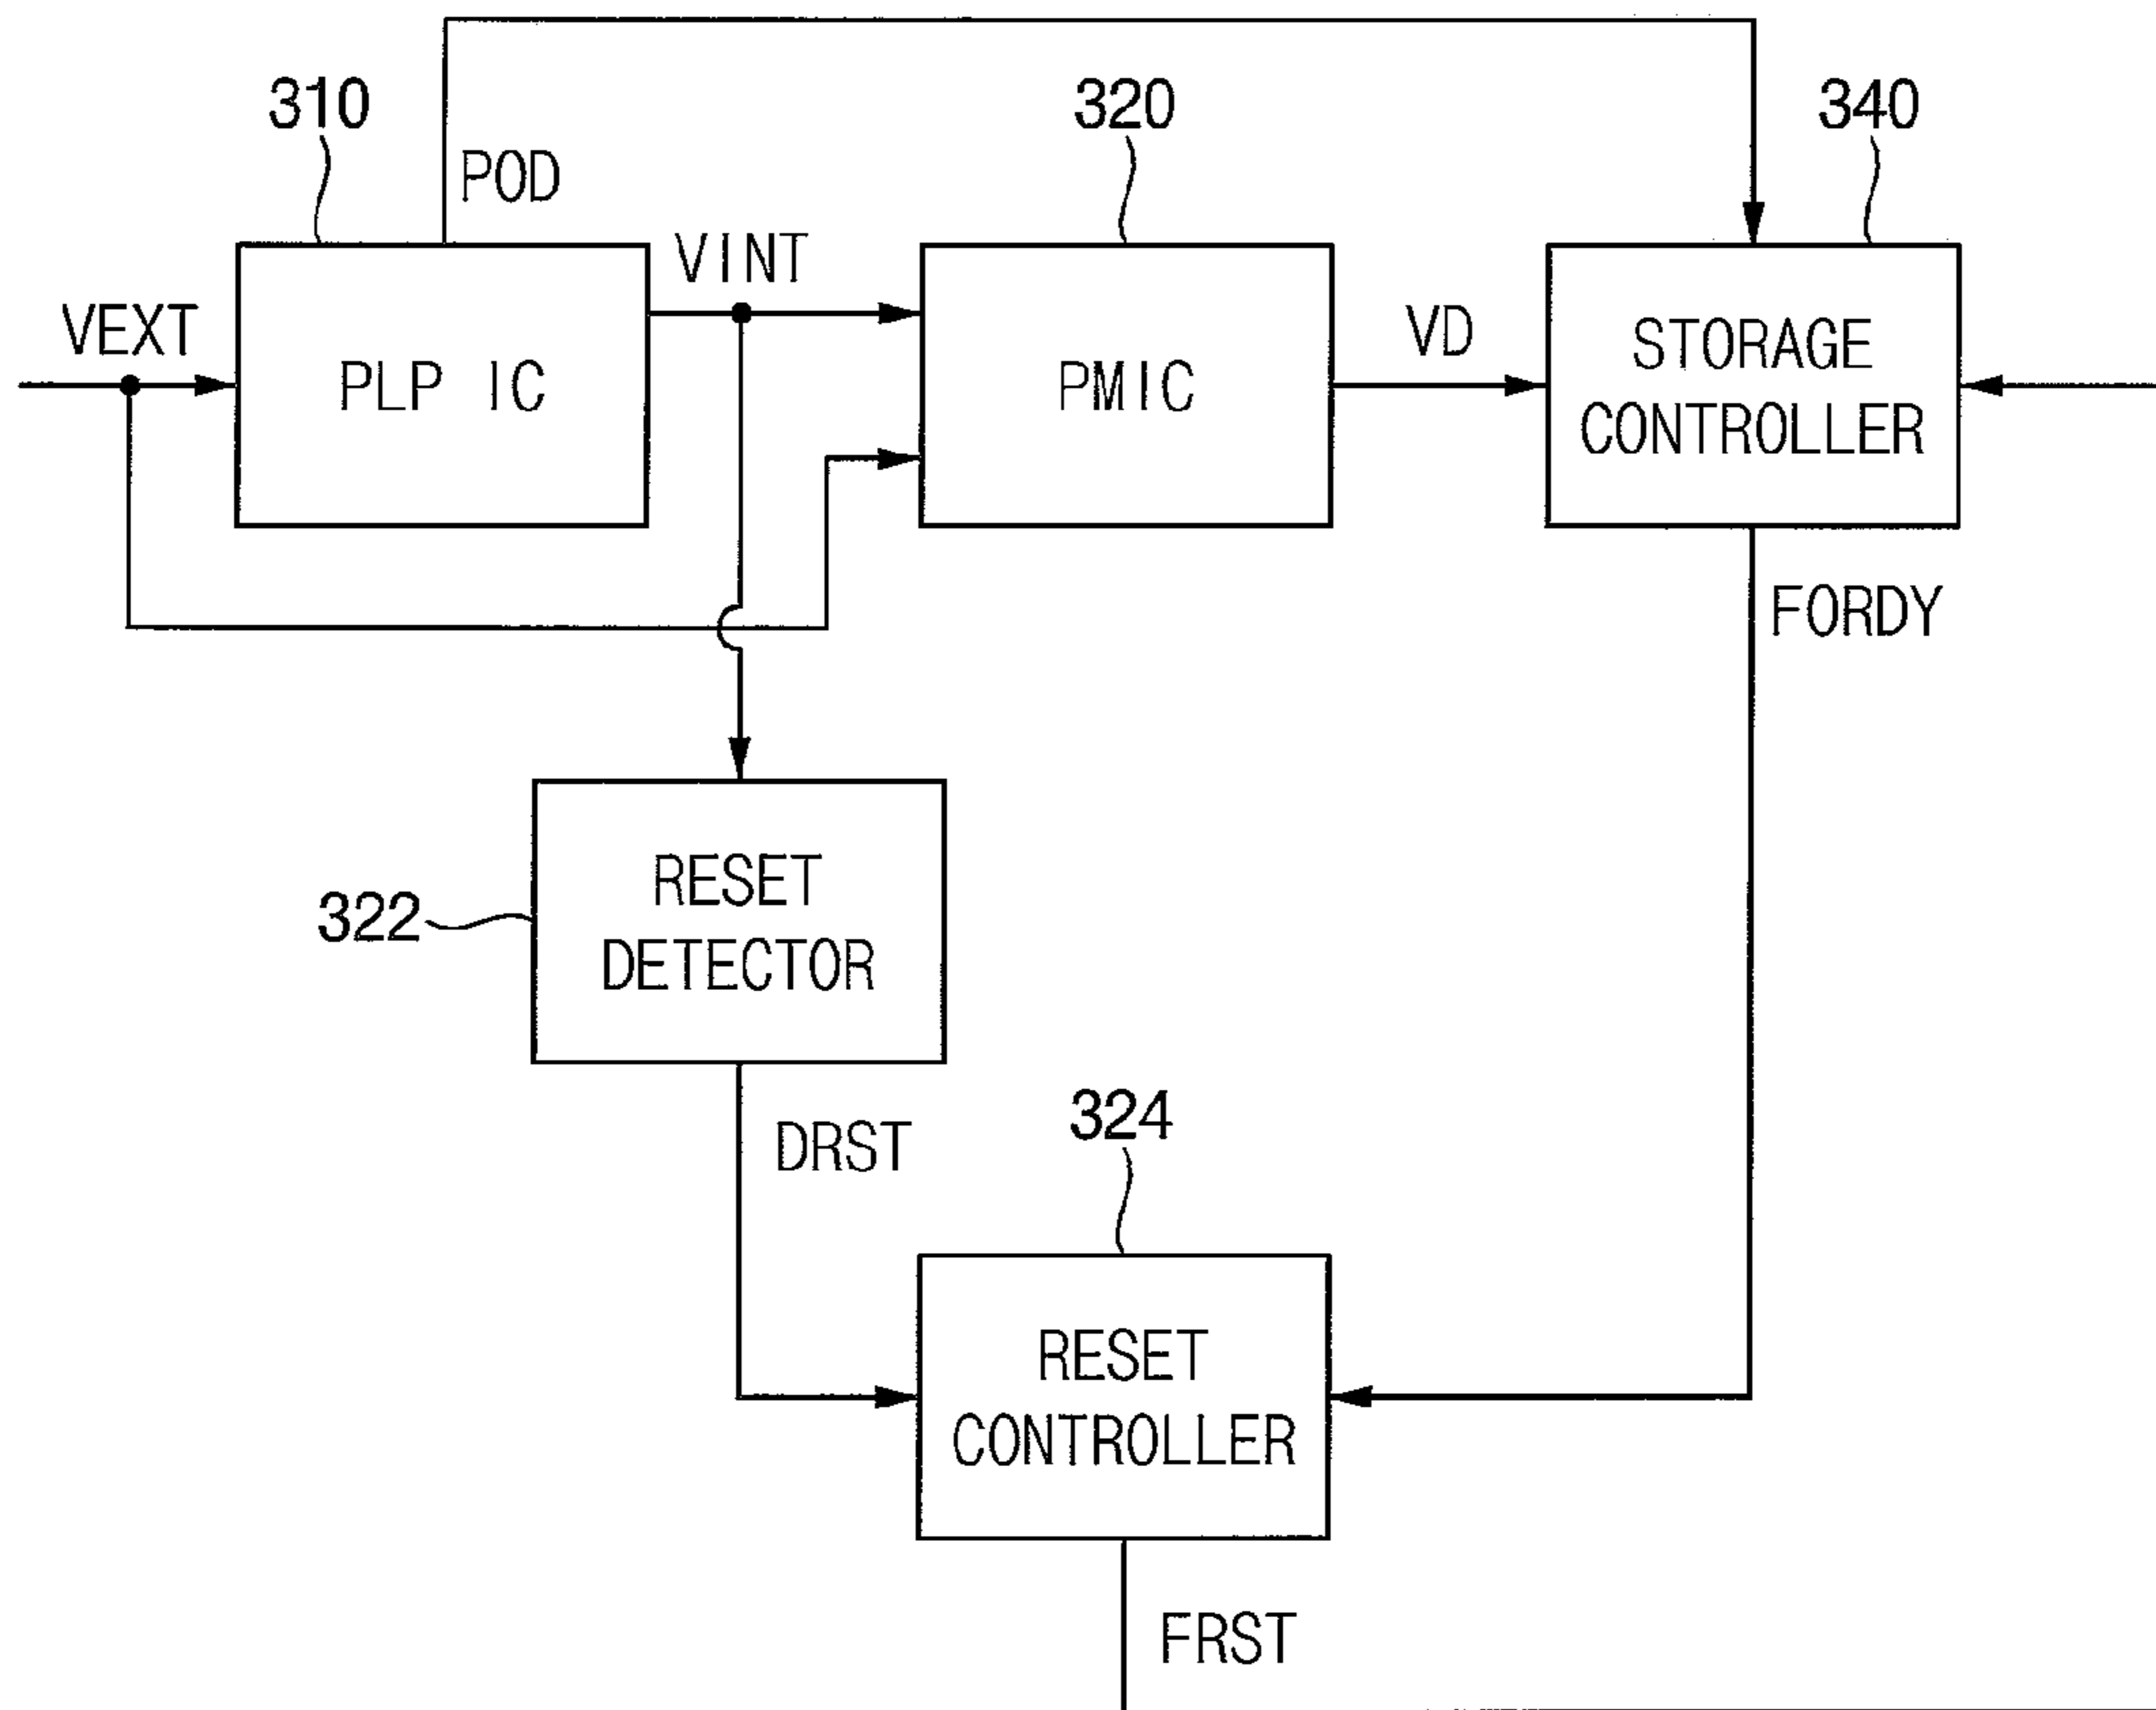 310
320
340
POD
VINT
VEXT
PLP IC
PMIC
VD
STORAGE
CONTROLLER
FORDY
RESET
DETECTOR
322
DRST
324
RESET
CONTROLLER
FRST